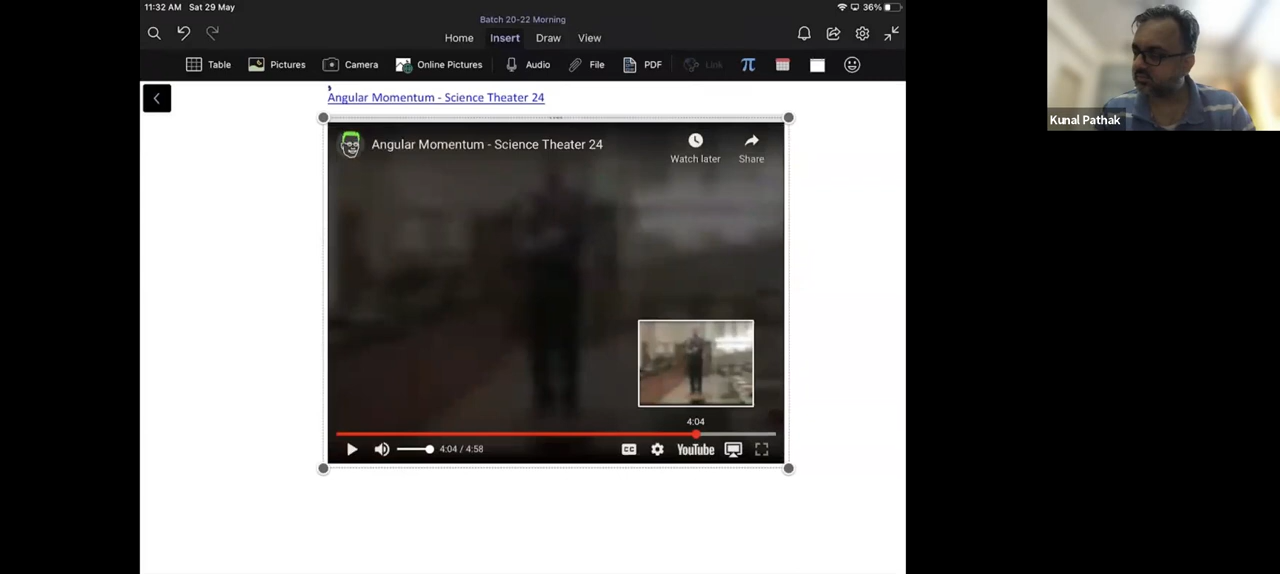 11:32 AM Sat 29 May
36%
Batch 20-22 Morning
Home Insert Draw View
Table Pictures Camera Online Pictures Audio File PDF Link
Angular Momentum - Science Theater 24
Angular Momentum - Science Theater 24
Watch later Share
4:04
4:04 / 4:58
CC
YouTube
Kunal Pathak